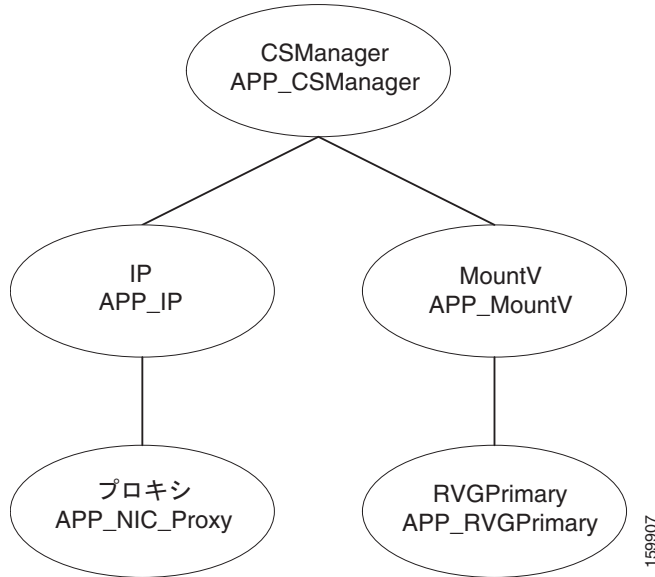 CSManager
APP_CSManager
IP
APP_IP
MountV
APP_MountV
プロキシ
APP_NIC_Proxy
RVGPrimary
APP_RVGPrimary
159907